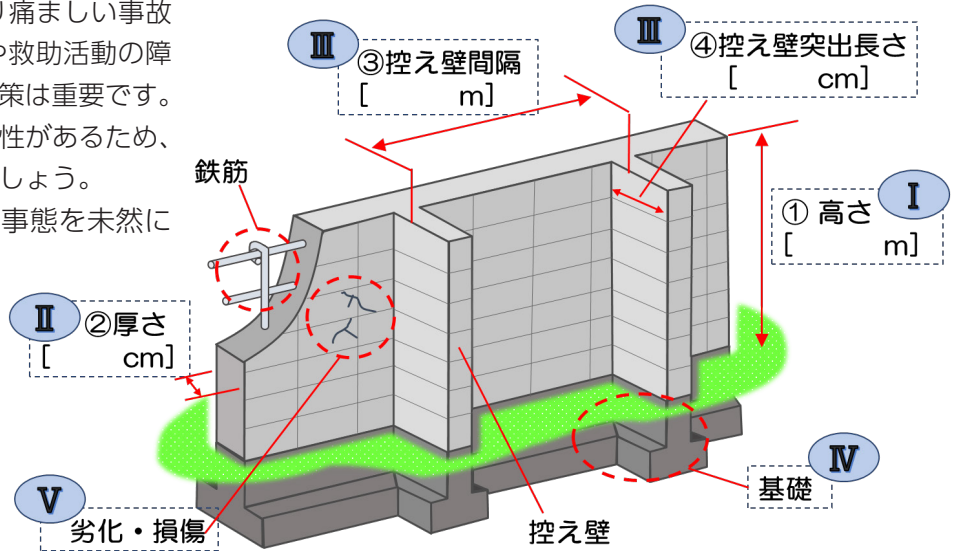 り痛ましい事故
や救助活動の障
策は重要です。
性があるため、
しょう。
事態を未然に
Ⅲ
③控え壁間隔
[ m]
Ⅲ
④控え壁突出長さ
[ cm]
鉄筋
Ⅰ
① 高さ
[ m]
Ⅱ
②厚さ
[ cm]
Ⅳ
基礎
Ⅴ
劣化・損傷
控え壁